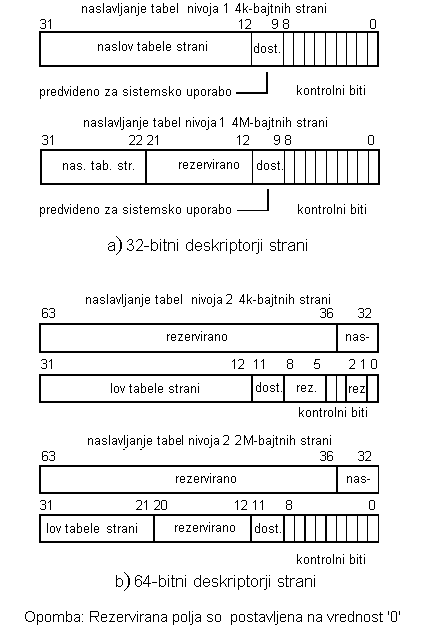 naslavljanje tabel nivoja 1 4k-bajtnih strani
31 12 9 8 0
naslov tabele strani dost.
predvideno za sistemsko uporabo kontrolni biti
naslavljanje tabel nivoja1 4M-bajtnih strani
31 22 21 12 9 8 0
nas. tab. str. rezervirano dost.
predvideno za sistemsko uporabo kontrolni biti
a) 32-bitni deskriptorji strani
naslavljanje tabel nivoja 2 4k-bajtnih strani
63 36 32
rezervirano nas-
31 12 11 8 5 2 1 0
lov tabele strani dost. rez. rez
kontrolni biti
naslavljanje tabel nivoja 2 2M-bajtnih strani
63 36 32
rezervirano nas-
31 21 20 12 11 8 0
lov tabele strani rezervirano dost.
kontrolni biti
b) 64-bitni deskriptorji strani
Opomba: Rezervirana polja so postavljena na vrednost '0'